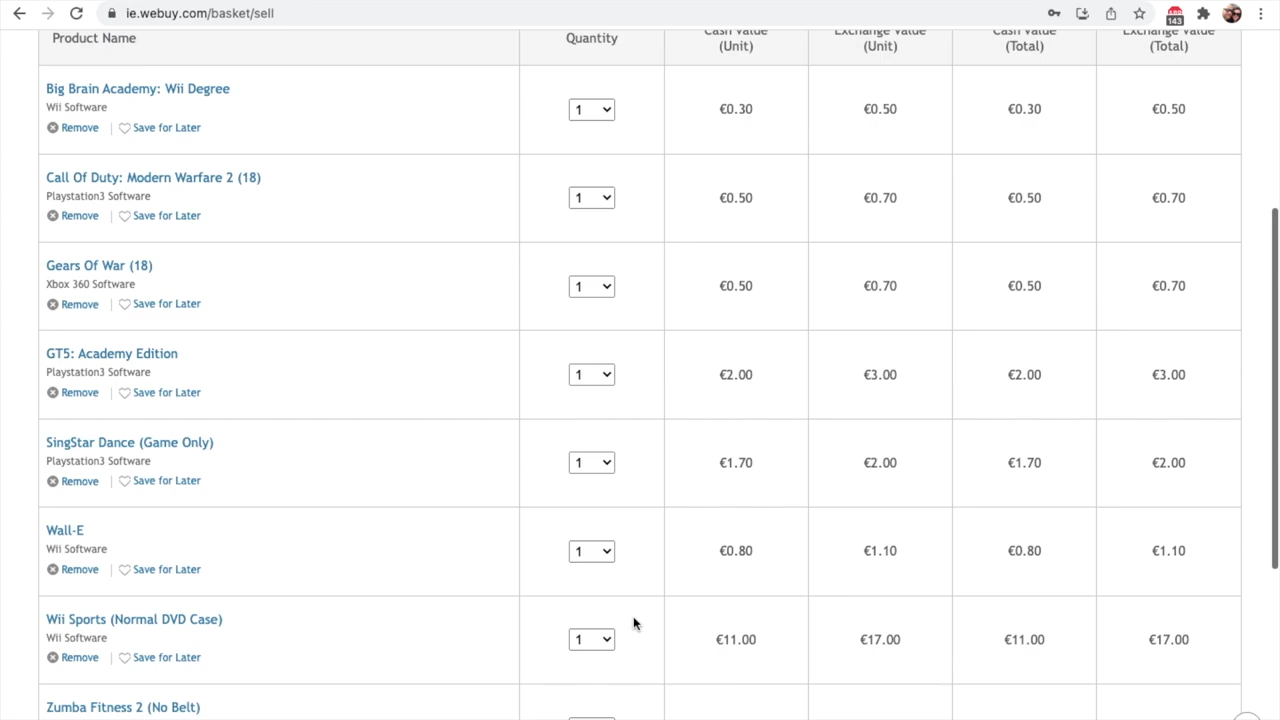 ie.webuy.com/basket/sell
143
Product Name
Quantity
Cash Value
(Unit)
Exchange Value
(Unit)
Cash Value
(Total)
Exchange Value
(Total)
Big Brain Academy: Wii Degree
Wii Software
Remove | Save for Later
1
€0.30
€0.50
€0.30
€0.50
Call Of Duty: Modern Warfare 2 (18)
Playstation3 Software
Remove | Save for Later
1
€0.50
€0.70
€0.50
€0.70
Gears Of War (18)
Xbox 360 Software
Remove | Save for Later
1
€0.50
€0.70
€0.50
€0.70
GT5: Academy Edition
Playstation3 Software
Remove | Save for Later
1
€2.00
€3.00
€2.00
€3.00
SingStar Dance (Game Only)
Playstation3 Software
Remove | Save for Later
1
€1.70
€2.00
€1.70
€2.00
Wall-E
Wii Software
Remove | Save for Later
1
€0.80
€1.10
€0.80
€1.10
Wii Sports (Normal DVD Case)
Wii Software
Remove | Save for Later
1
€11.00
€17.00
€11.00
€17.00
Zumba Fitness 2 (No Belt)